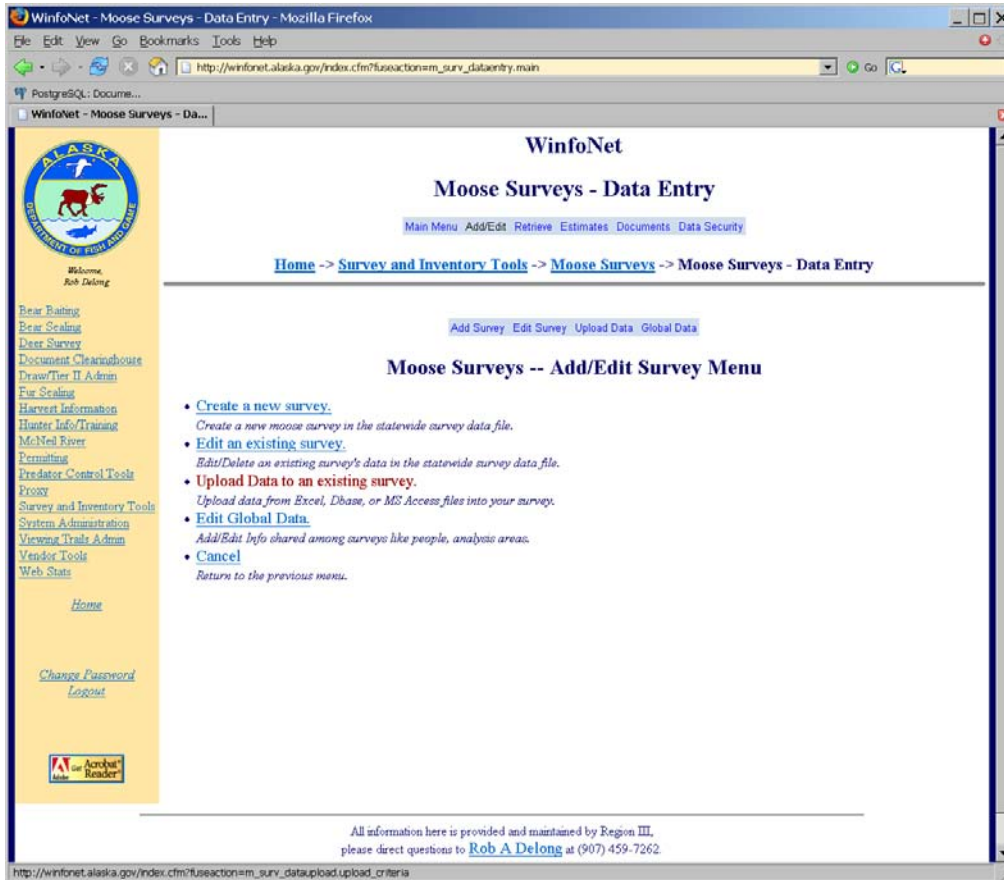 WinfoNet - Moose Surveys - Data Entry - Mozilla Firefox
File Edit View Go Bookmarks Tools Help
http://winfonet.alaska.gov/index.cfm?fuseaction=m_surv_dataentry.main
Go
G,
PostgreSQL: Docume...
WinfoNet - Moose Surveys - Da...
ALASKA
DEPARTMENT OF FISH AND GAME
Welcome,
Rob Delong
Bear Baiting
Bear Sealing
Deer Survey
Document Clearinghouse
Draw/Tier II Admin
Fur Sealing
Harvest Information
Hunter Info/Training
McNeil River
Permitting
Predator Control Tools
Proxy
Survey and Inventory Tools
System Administration
Viewing Trails Admin
Vendor Tools
Web Stats
Home
Change Password
Logout
Adobe
Get Acrobat®
Reader®
WinfoNet
Moose Surveys - Data Entry
Main Menu Add/Edit Retrieve Estimates Documents Data Security
Home -> Survey and Inventory Tools -> Moose Surveys -> Moose Surveys - Data Entry
Add Survey Edit Survey Upload Data Global Data
Moose Surveys -- Add/Edit Survey Menu
• Create a new survey.
Create a new moose survey in the statewide survey data file.
• Edit an existing survey.
Edit/Delete an existing survey's data in the statewide survey data file.
• Upload Data to an existing survey.
Upload data from Excel, Dbase, or MS Access files into your survey.
• Edit Global Data.
Add/Edit Info shared among surveys like people, analysis areas.
• Cancel
Return to the previous menu.
All information here is provided and maintained by Region III,
please direct questions to Rob A Delong at (907) 459-7262.
http://winfonet.alaska.gov/index.cfm?fuseaction=m_surv_dataupload.upload_criteria